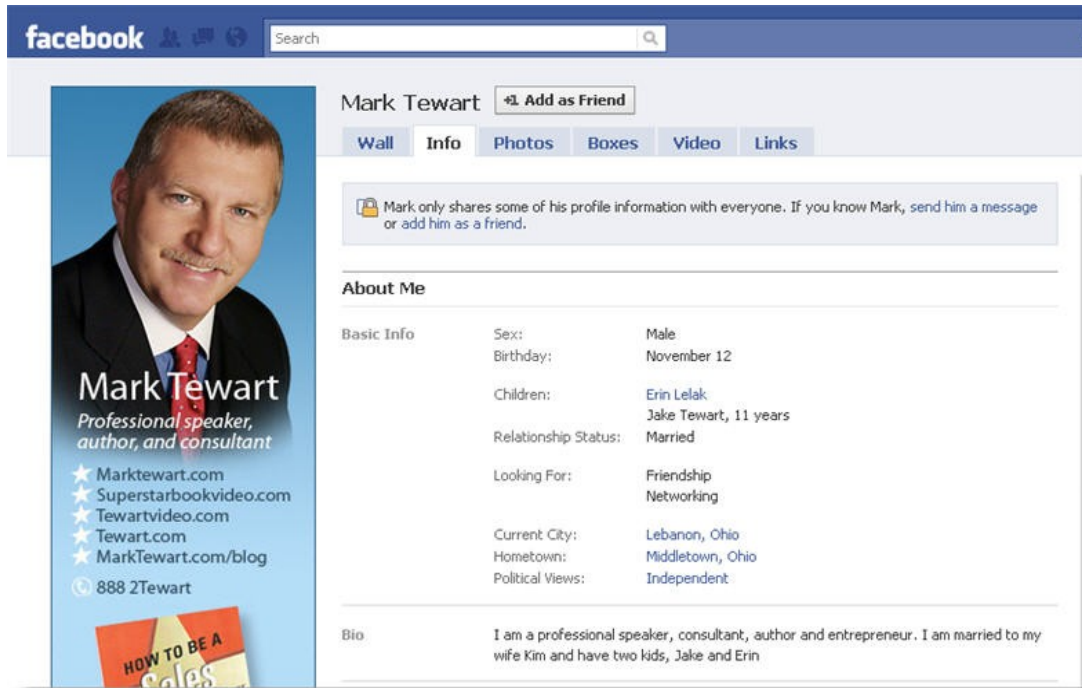 facebook
Search
Mark Tewart
+1 Add as Friend
Wall Info Photos Boxes Video Links
Mark only shares some of his profile information with everyone. If you know Mark, send him a message
or add him as a friend.
About Me
Basic Info
Sex: Male
Birthday: November 12
Children: Erin Lelak
Jake Tewart, 11 years
Relationship Status: Married
Looking For: Friendship
Networking
Current City: Lebanon, Ohio
Hometown: Middletown, Ohio
Political Views: Independent
Bio
I am a professional speaker, consultant, author and entrepreneur. I am married to my
wife Kim and have two kids, Jake and Erin
Mark Tewart
Professional speaker,
author, and consultant
Marktewart.com
Superstarbookvideo.com
Tewartvideo.com
Tewart.com
MarkTewart.com/blog
888 2Tewart
HOW TO BE A
Sales